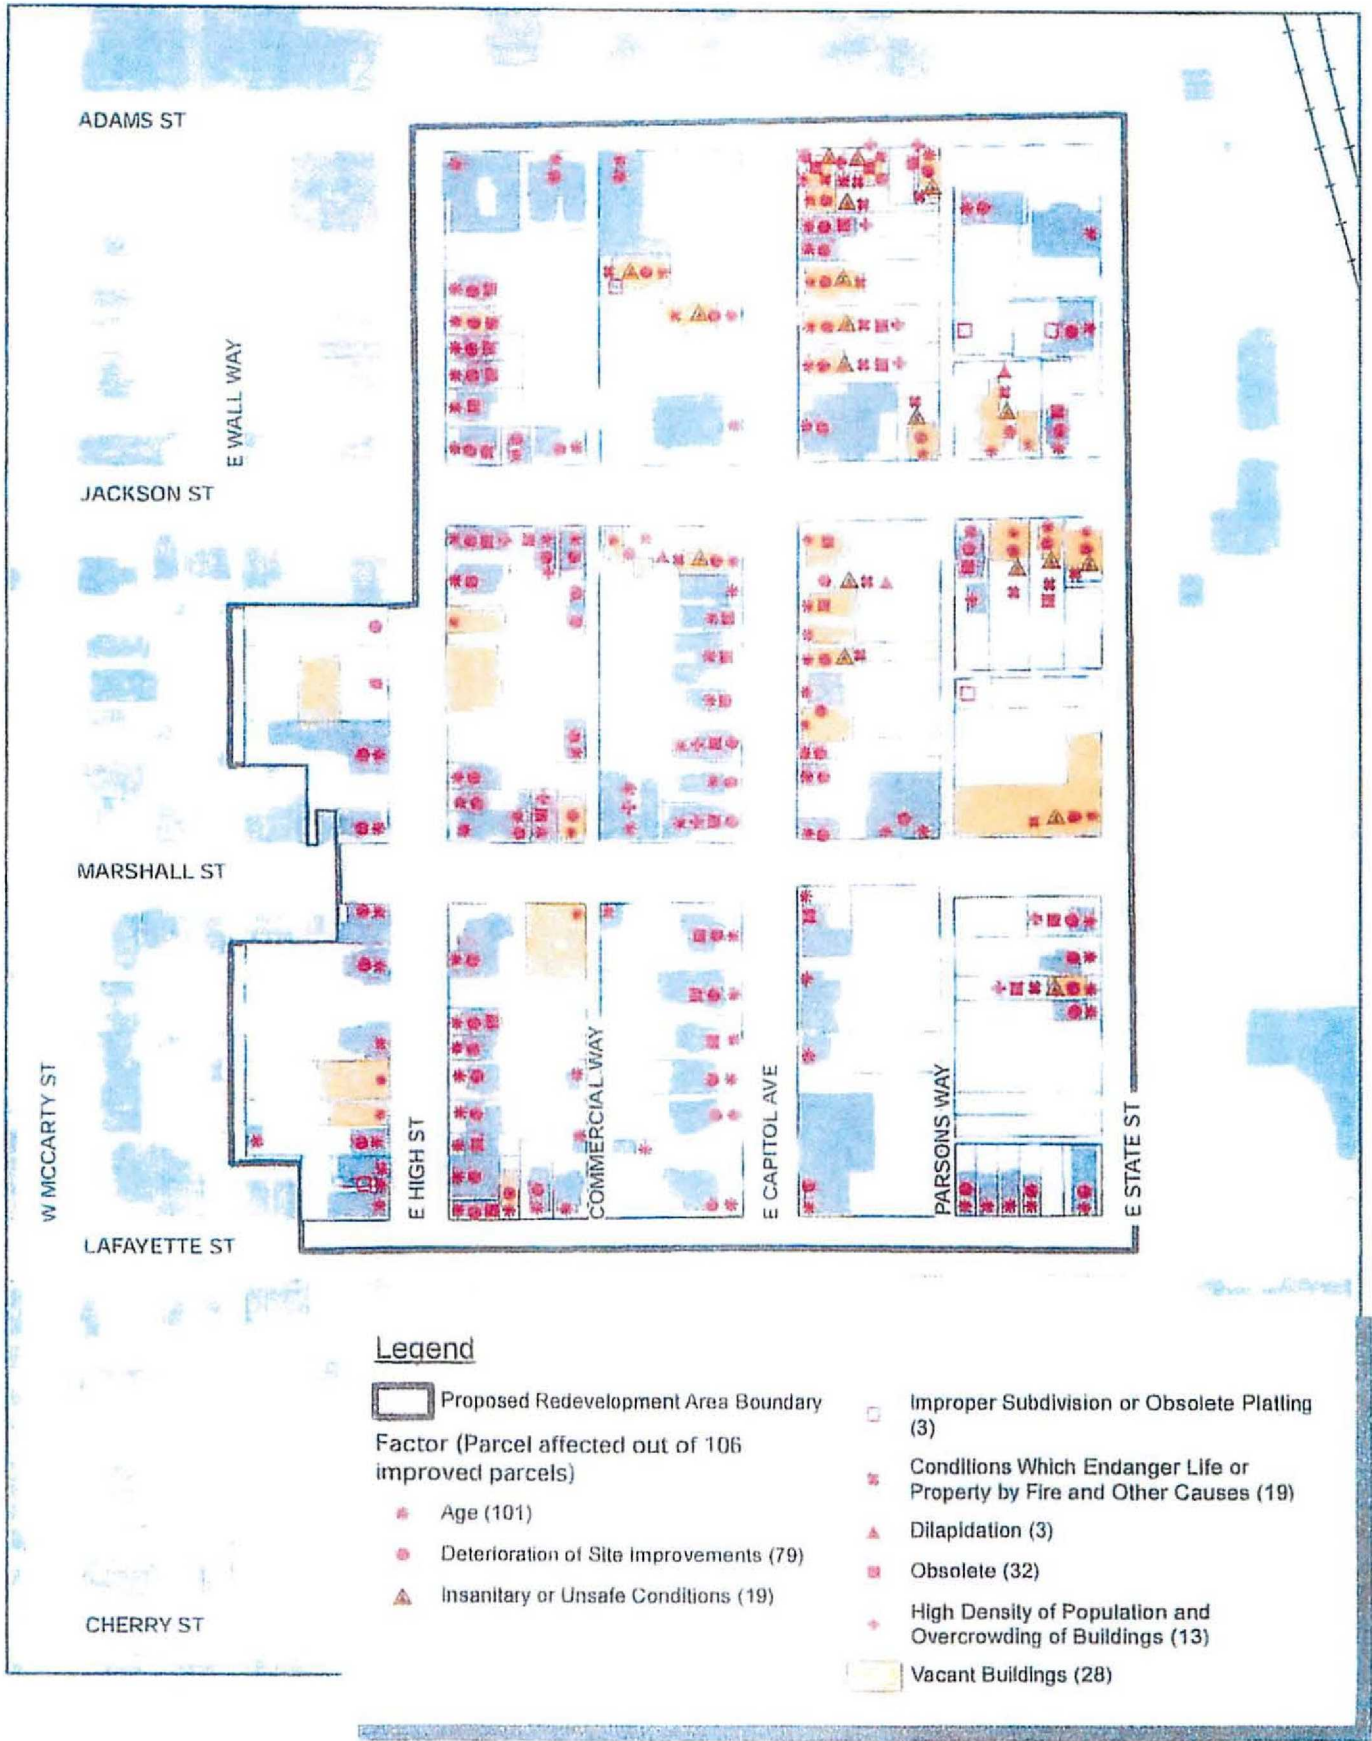 ADAMS ST
E WALL WAY
JACKSON ST
MARSHALL ST
W MCCARTY ST
E HIGH ST
COMMERCIAL WAY
E CAPITOL AVE
PARSONS WAY
E STATE ST
LAFAYETTE ST
CHERRY ST
Legend
Proposed Redevelopment Area Boundary
Factor (Parcel affected out of 106
improved parcels)
Age (101)
Deterioration of Site Improvements (79)
Insanitary or Unsafe Conditions (19)
Improper Subdivision or Obsolete Platting
(3)
Conditions Which Endanger Life or
Property by Fire and Other Causes (19)
Dilapidation (3)
Obsolete (32)
High Density of Population and
Overcrowding of Buildings (13)
Vacant Buildings (28)